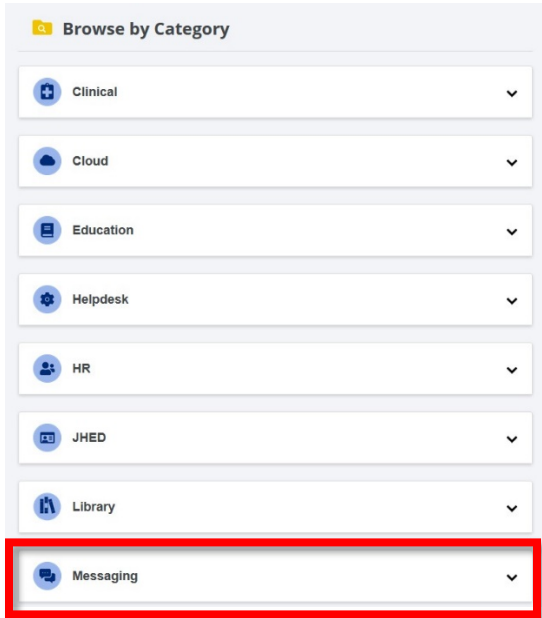 Browse by Category
Clinical
Cloud
Education
Helpdesk
HR
JHED
Library
Messaging